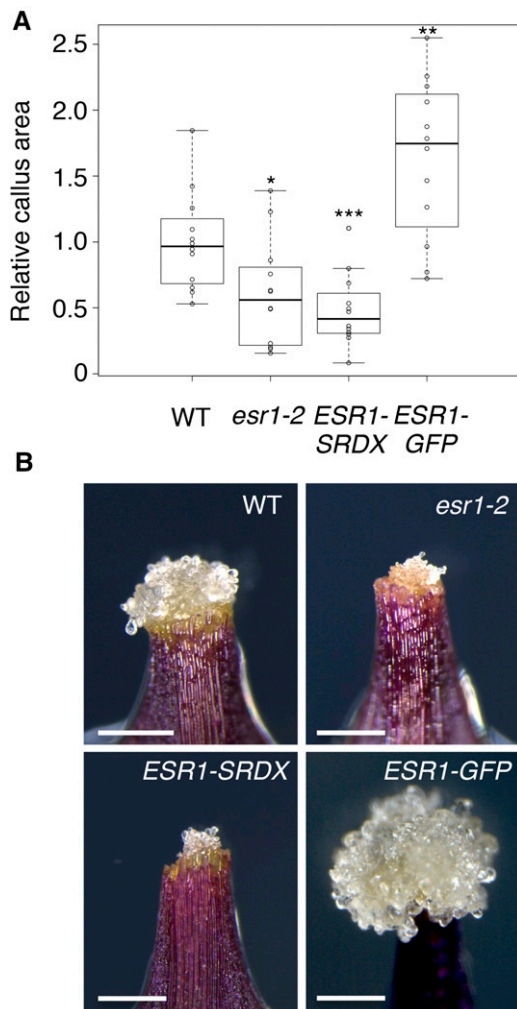 A
Relative callus area
2.5
2.0
1.5
1.0
0.5
0
*
***
**
WT
esr1-2
ESR1-
SRDX
ESR1-
GFP
B
WT
esr1-2
ESR1-SRDX
ESR1-GFP